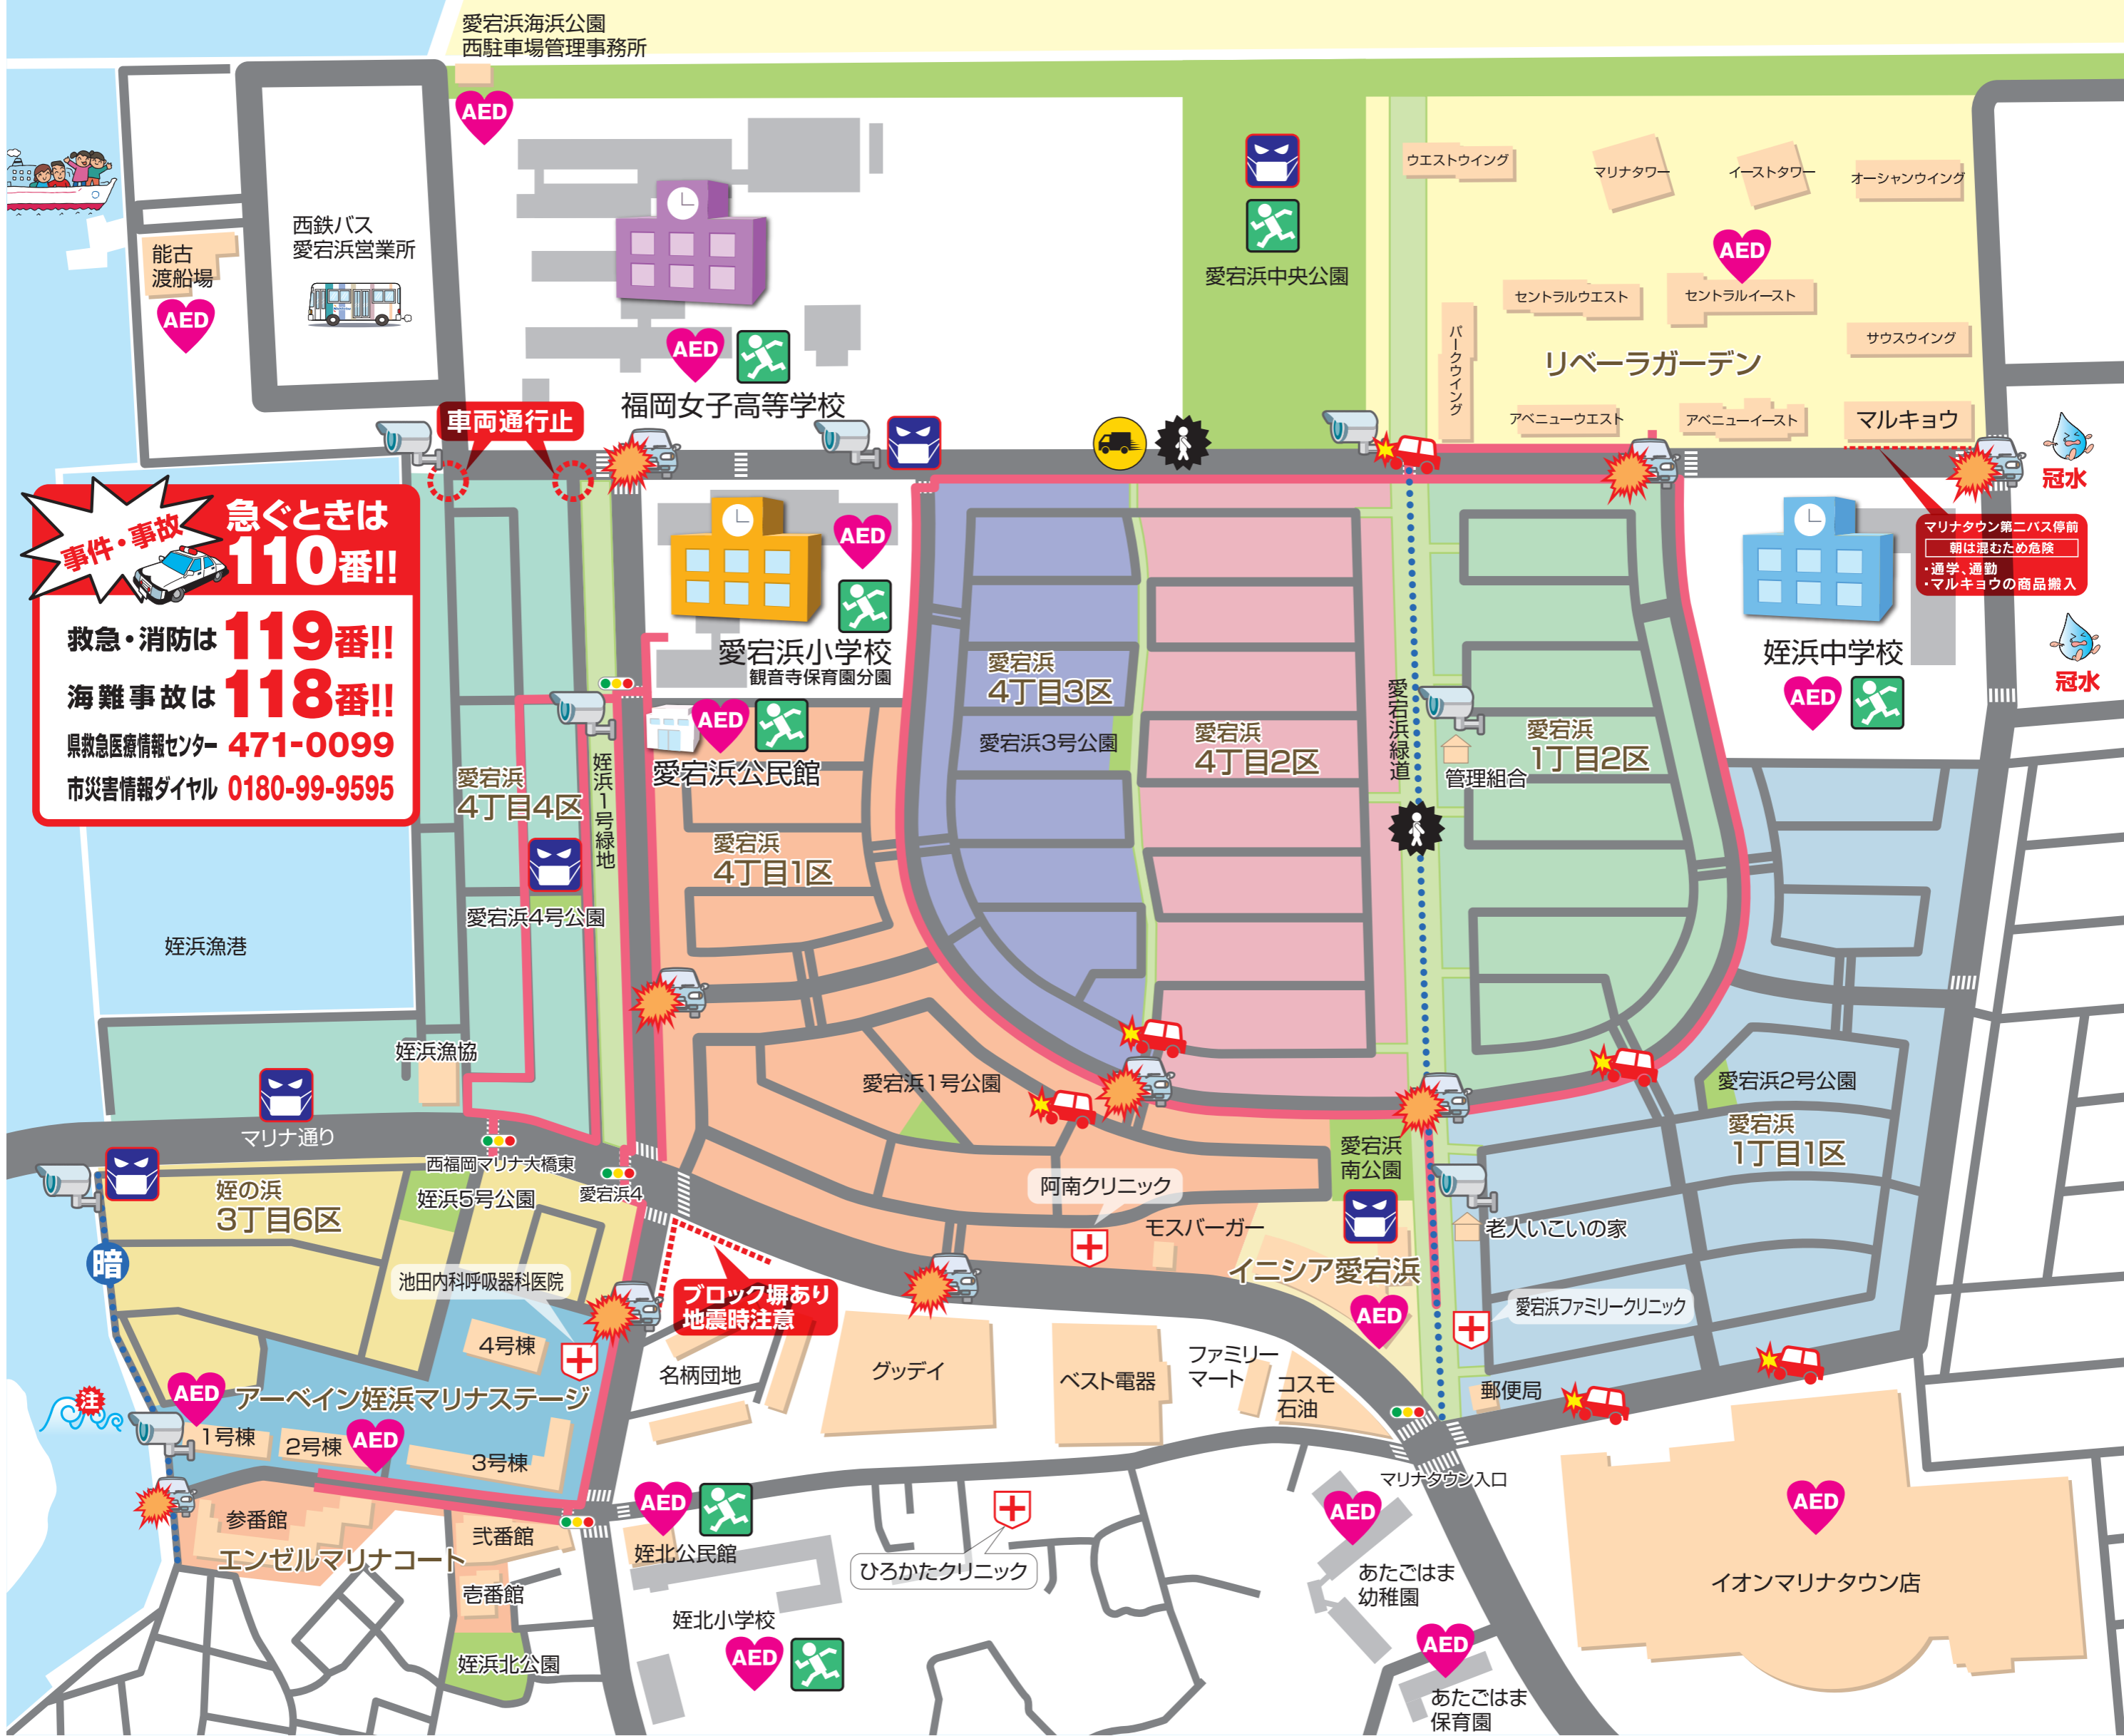 愛宕浜海浜公園
西駐車場管理事務所
AED
能古
渡船場
AED
西鉄バス
愛宕浜営業所
AED
福岡女子高等学校
愛宕浜中央公園
ウエストウイング
マリナタワー
イーストタワー
オーシャンウイング
AED
セントラルウエスト
セントラルイースト
パークウイング
サウスウイング
リベーラガーデン
アベニューウエスト
アベニューイースト
マルキョウ
車両通行止
冠水
マリナタウン第二バス停前
朝は混むため危険
・通学、通勤
・マルキョウの商品搬入
冠水
事件・事故
急ぐときは
110番!!
救急・消防は119番!!
海難事故は118番!!
県救急医療情報センター 471-0099
市災害情報ダイヤル 0180-99-9595
AED
愛宕浜小学校
観音寺保育園分園
AED
愛宕浜公民館
姪浜中学校
AED
愛宕浜
4丁目3区
愛宕浜3号公園
愛宕浜
4丁目2区
愛宕浜緑道
管理組合
愛宕浜
1丁目2区
愛宕浜
4丁目4区
姪浜1号緑地
愛宕浜
4丁目1区
愛宕浜4号公園
姪浜漁港
姪浜漁協
愛宕浜1号公園
愛宕浜2号公園
愛宕浜
1丁目1区
マリナ通り
西福岡マリナ大橋東
愛宕浜4
愛宕浜
南公園
姪の浜
3丁目6区
姪浜5号公園
阿南クリニック
モスバーガー
老人いこいの家
イニシア愛宕浜
暗
池田内科呼吸器科医院
ブロック塀あり
地震時注意
AED
愛宕浜ファミリークリニック
4号棟
名柄団地
グッデイ
ベスト電器
ファミリー
マート
コスモ
石油
郵便局
注
AED
アーベイン姪浜マリナステージ
1号棟
2号棟
AED
3号棟
マリナタウン入口
参番館
弐番館
エンゼルマリナコート
壱番館
姪浜北公園
AED
姪北公民館
ひろかたクリニック
姪北小学校
AED
AED
あたごはま
幼稚園
AED
あたごはま
保育園
AED
イオンマリナタウン店